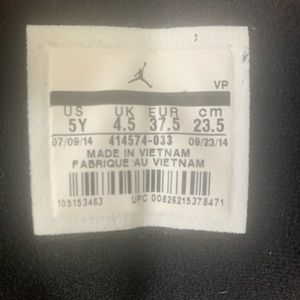 VP
US UK EUR cm
5Y 4.5 37.5 23.5
07/09/14 414574-033 09/23/14
MADE IN VIETNAM
FABRIQUE AU VIETNAM
105153463 UPC 00826215378471